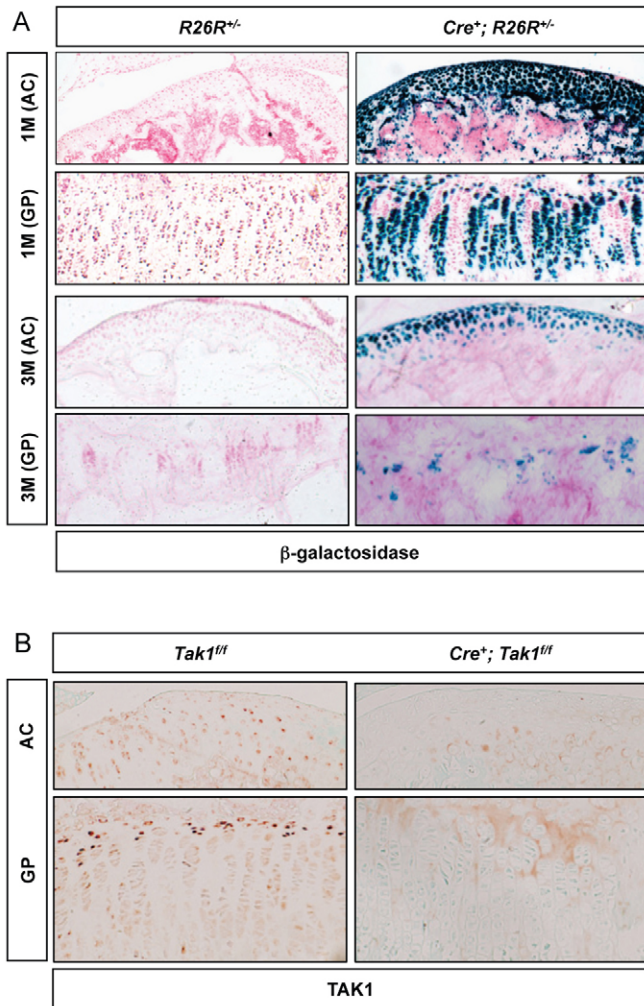 A
R26R+/-
Cre+; R26R+/-
1M (AC)
1M (GP)
3M (AC)
3M (GP)
β-galactosidase
B
Tak1f/f
Cre+; Tak1f/f
AC
GP
TAK1